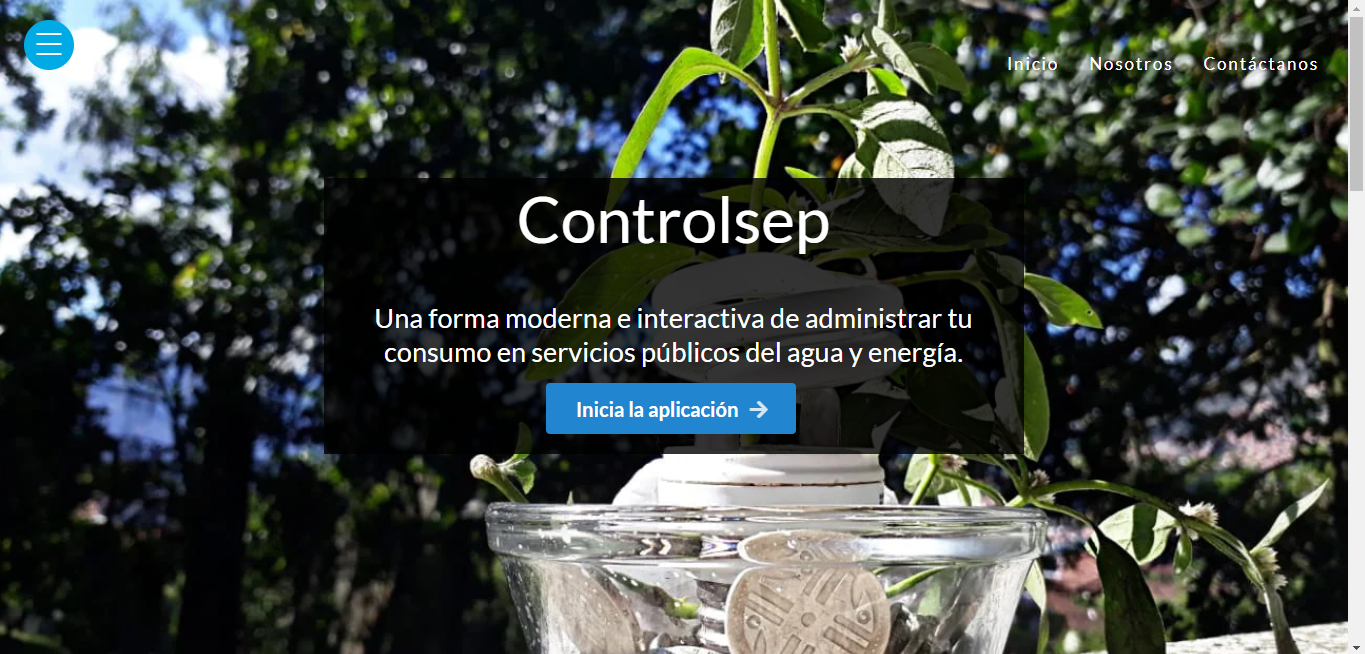 Inicio Nosotros Contáctanos
Controlsep
Una forma moderna e interactiva de administrar tu
consumo en servicios públicos del agua y energía.
Inicia la aplicación